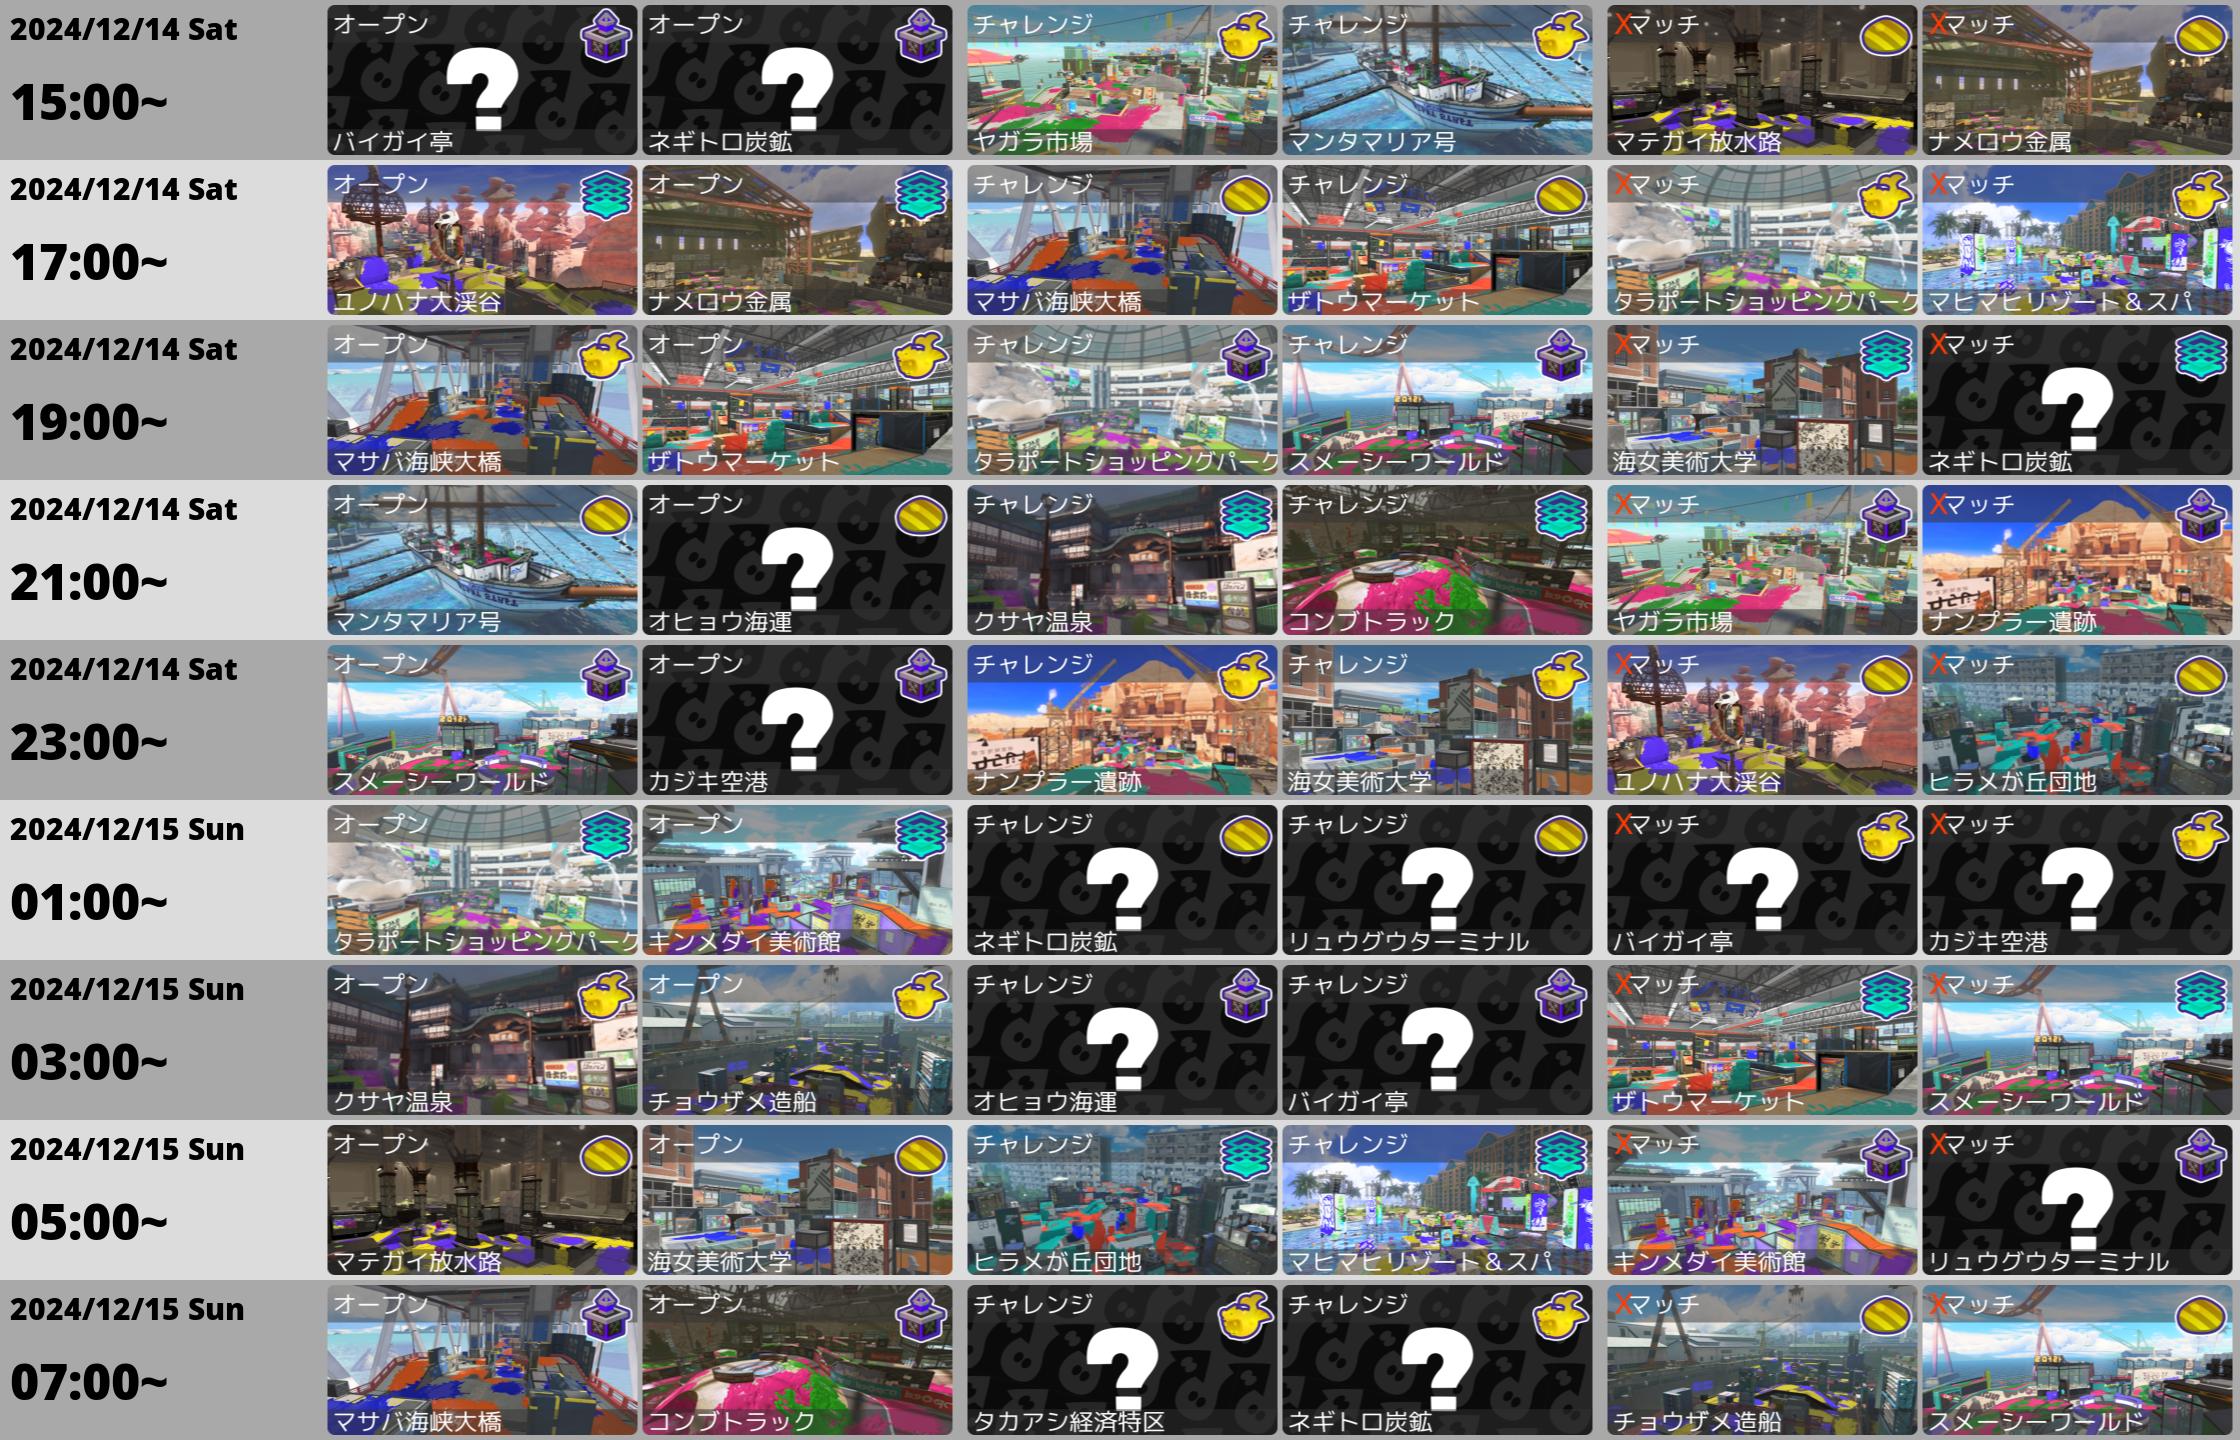 2024/12/14 Sat
15:00~
オープン
バイガイ亭
オープン
ネギトロ炭鉱
チャレンジ
ヤガラ市場
チャレンジ
マンタマリア号
Xマッチ
マテガイ放水路
Xマッチ
ナメロウ金属
2024/12/14 Sat
17:00~
オープン
ユノハナ大渓谷
オープン
ナメロウ金属
チャレンジ
マサバ海峡大橋
チャレンジ
ザトウマーケット
Xマッチ
タラポートショッピングパーク
Xマッチ
マヒマヒリゾート＆スパ
2024/12/14 Sat
19:00~
オープン
マサバ海峡大橋
オープン
ザトウマーケット
チャレンジ
タラポートショッピングパーク
チャレンジ
スメーシーワールド
Xマッチ
海女美術大学
Xマッチ
ネギトロ炭鉱
2024/12/14 Sat
21:00~
オープン
マンタマリア号
オープン
オヒョウ海運
チャレンジ
クサヤ温泉
チャレンジ
コンブトラック
Xマッチ
ヤガラ市場
Xマッチ
ナンプラー遺跡
2024/12/14 Sat
23:00~
オープン
スメーシーワールド
オープン
カジキ空港
チャレンジ
ナンプラー遺跡
チャレンジ
海女美術大学
Xマッチ
ユノハナ大渓谷
Xマッチ
ヒラメが丘団地
2024/12/15 Sun
01:00~
オープン
タラポートショッピングパーク
オープン
キンメダイ美術館
チャレンジ
ネギトロ炭鉱
チャレンジ
リュウグウターミナル
Xマッチ
バイガイ亭
Xマッチ
カジキ空港
2024/12/15 Sun
03:00~
オープン
クサヤ温泉
オープン
チョウザメ造船
チャレンジ
オヒョウ海運
チャレンジ
バイガイ亭
Xマッチ
ザトウマーケット
Xマッチ
スメーシーワールド
2024/12/15 Sun
05:00~
オープン
マテガイ放水路
オープン
海女美術大学
チャレンジ
ヒラメが丘団地
チャレンジ
マヒマヒリゾート＆スパ
Xマッチ
キンメダイ美術館
Xマッチ
リュウグウターミナル
2024/12/15 Sun
07:00~
オープン
マサバ海峡大橋
オープン
コンブトラック
チャレンジ
タカアシ経済特区
チャレンジ
ネギトロ炭鉱
Xマッチ
チョウザメ造船
Xマッチ
スメーシーワールド